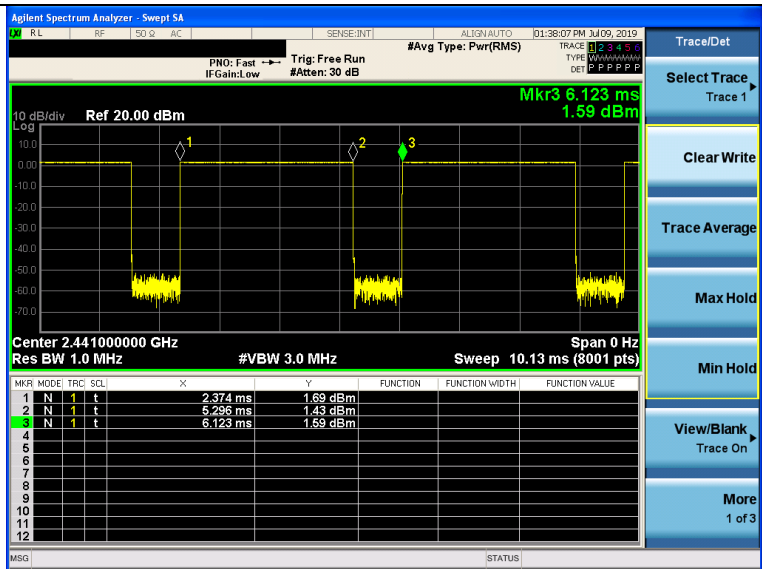 Agilent Spectrum Analyzer - Swept SA
LXI RL RF 50 Ω AC SENSE:INT ALIGNAUTO 01:38:07 PM Jul 09, 2019
#Avg Type: Pwr(RMS) TRACE 1 2 3 4 5 6
PNO: Fast Trig: Free Run TYPE
IFGain:Low #Atten: 30 dB DET P P P P P P
Mkr3 6.123 ms
1.59 dBm
10 dB/div Ref 20.00 dBm
Log
1 2 3
10.0
0.00
-10.0
-20.0
-30.0
-40.0
-50.0
-60.0
-70.0
Center 2.441000000 GHz Span 0 Hz
Res BW 1.0 MHz #VBW 3.0 MHz Sweep 10.13 ms (8001 pts)
MKR MODE TRC SCL X Y FUNCTION FUNCTION WIDTH FUNCTION VALUE
1 N 1 t 2.374 ms 1.69 dBm
2 N 1 t 5.296 ms 1.43 dBm
3 N 1 t 6.123 ms 1.59 dBm
4
5
6
7
8
9
10
11
12
MSG STATUS
Trace/Det
Select Trace
Trace 1
Clear Write
Trace Average
Max Hold
Min Hold
View/Blank
Trace On
More
1 of 3